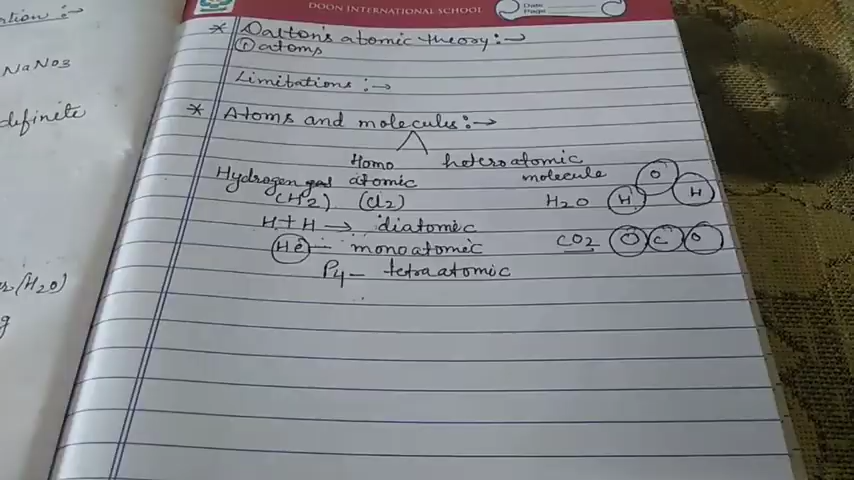 DOON INTERNATIONAL SCHOOL
Date
Page
* Dalton's atomic theory :→
① atoms
Limitations :→
* Atoms and molecules :→
Homo atomic
heteroatomic molecule
Hydrogen gas
(H2) (Cl2)
H2O H O H
H+H → diatomic
He — monoatomic
CO2 O C O
P4 — tetraatomic
NaNO3
definite
(H2O)